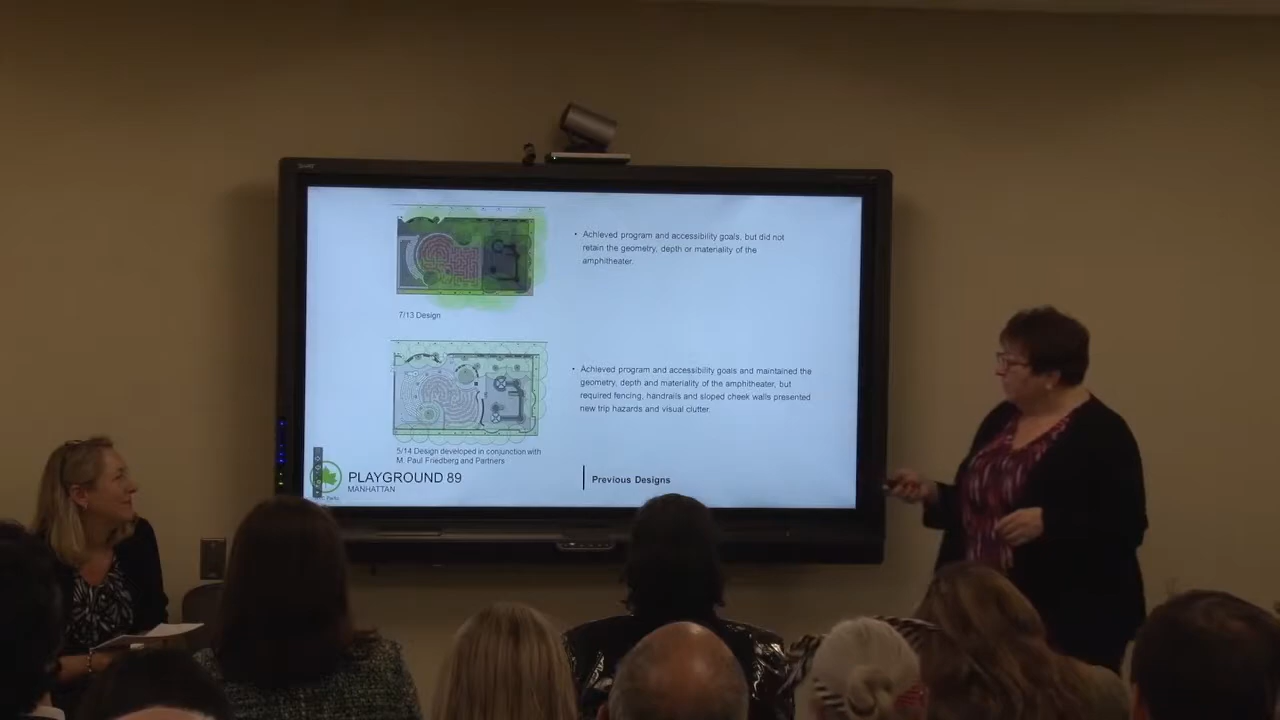 • Achieved program and accessibility goals, but did not
retain the geometry, depth or materiality of the
amphitheater.
7/13 Design
• Achieved program and accessibility goals and maintained the
geometry, depth and materiality of the amphitheater, but
required fencing, handrails and sloped cheek walls presented
new trip hazards and visual clutter.
5/14 Design developed in conjunction with
M. Paul Friedberg and Partners
PLAYGROUND 89
MANHATTAN
Previous Designs